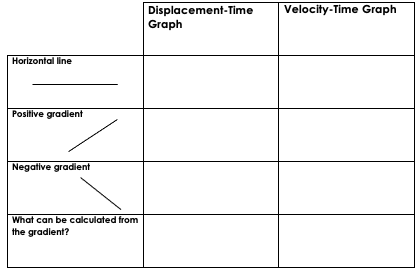 Displacement-Time
Graph
Velocity-Time Graph
Horizontal line
Positive gradient
Negative gradient
What can be calculated from
the gradient?